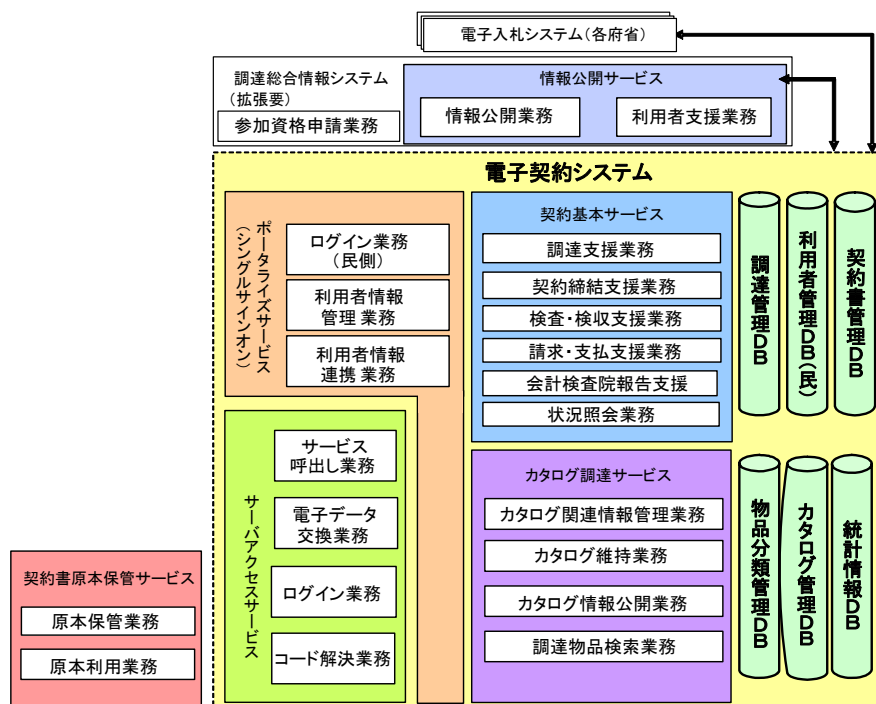 電子入札システム(各府省)
調達総合情報システム
(拡張要)
参加資格申請業務
情報公開サービス
情報公開業務
利用者支援業務
電子契約システム
ポータライズサービス
(シングルサインオン)
ログイン業務
(民側)
利用者情報
管理業務
利用者情報
連携業務
契約基本サービス
調達支援業務
契約締結支援業務
検査・検収支援業務
請求・支払支援業務
会計検査院報告支援
状況照会業務
調達管理DB
利用者管理DB(民)
契約書管理DB
サーバアクセスサービス
サービス
呼出し業務
電子データ
交換業務
ログイン業務
コード解決業務
カタログ調達サービス
カタログ関連情報管理業務
カタログ維持業務
カタログ情報公開業務
調達物品検索業務
物品分類管理DB
カタログ管理DB
統計情報DB
契約書原本保管サービス
原本保管業務
原本利用業務